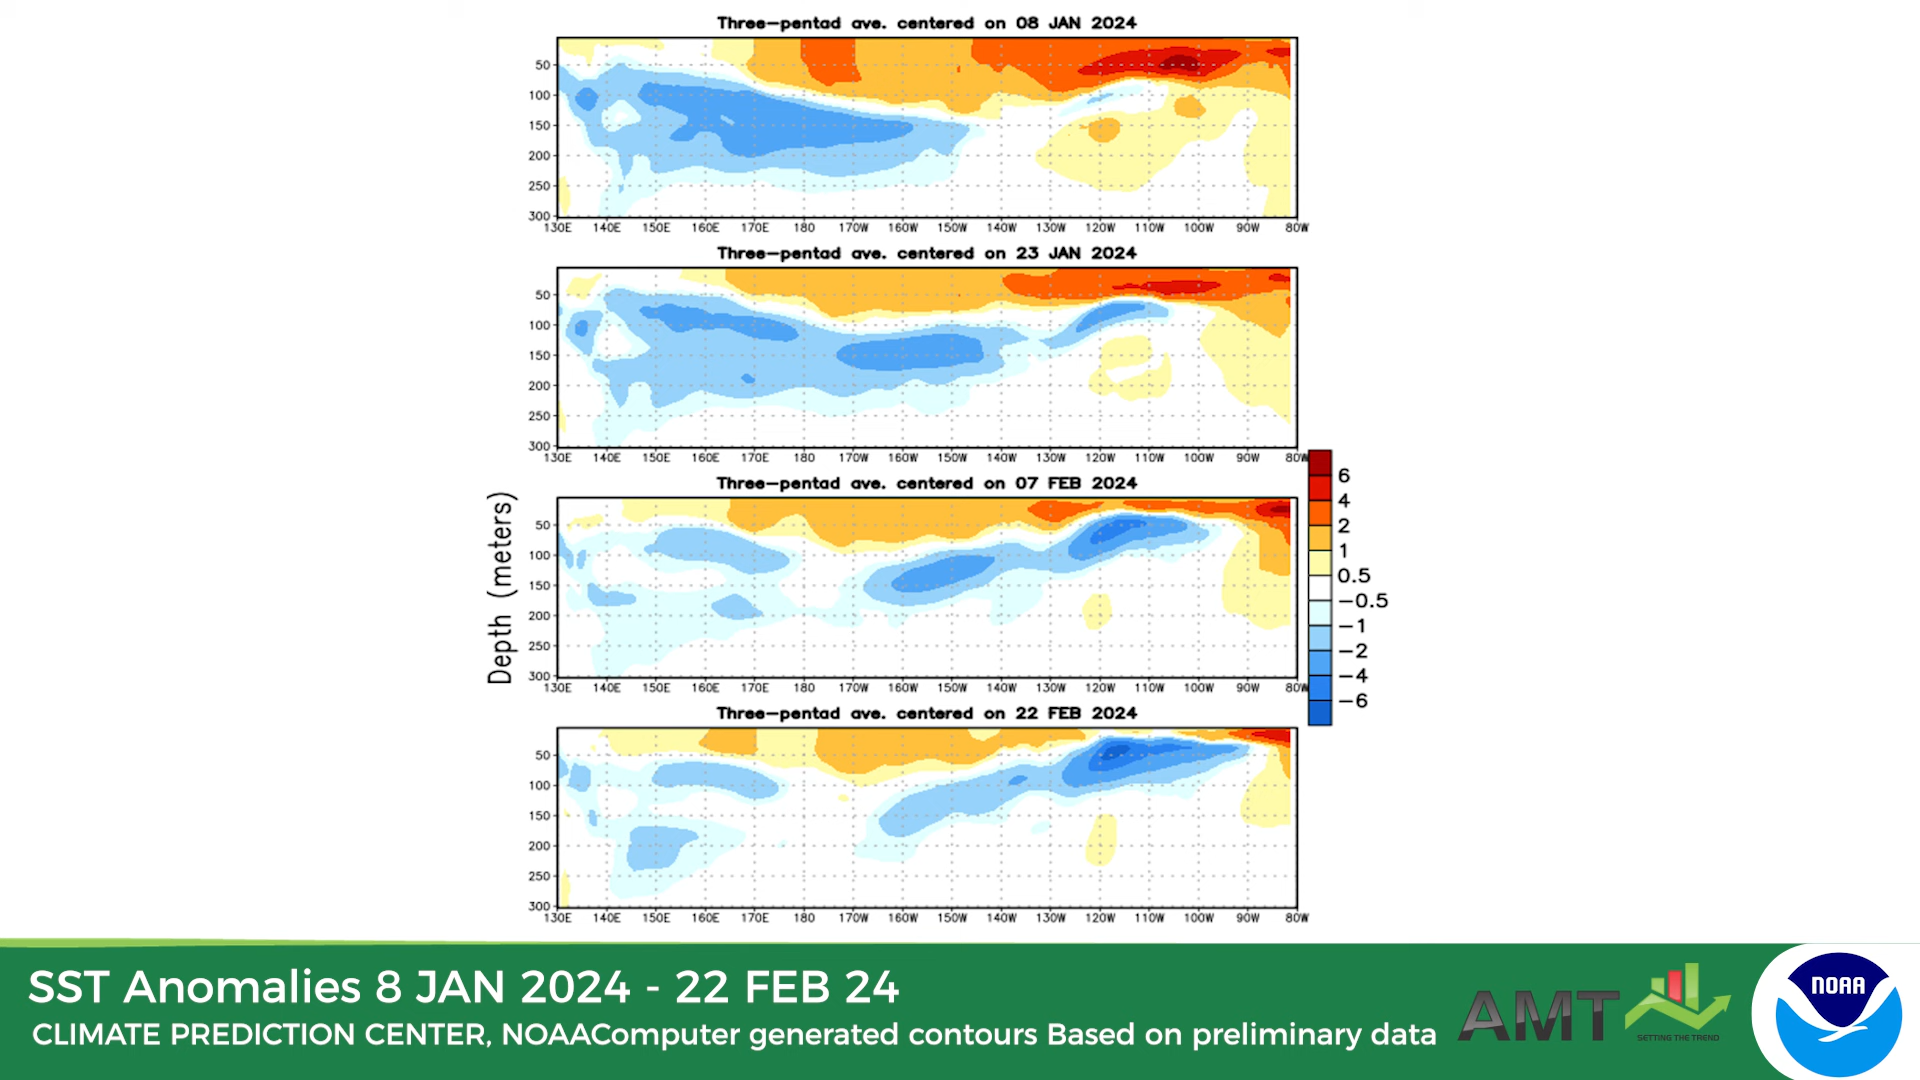 Three-pentad ave. centered on 08 JAN 2024
50
100
150
200
250
300
130E 140E 150E 160E 170E 180 170W 160W 150W 140W 130W 120W 110W 100W 90W 80W
Three-pentad ave. centered on 23 JAN 2024
50
100
150
200
250
300
130E 140E 150E 160E 170E 180 170W 160W 150W 140W 130W 120W 110W 100W 90W 80W
Three-pentad ave. centered on 07 FEB 2024
50
100
150
200
250
300
130E 140E 150E 160E 170E 180 170W 160W 150W 140W 130W 120W 110W 100W 90W 80W
Three-pentad ave. centered on 22 FEB 2024
50
100
150
200
250
300
130E 140E 150E 160E 170E 180 170W 160W 150W 140W 130W 120W 110W 100W 90W 80W
Depth (meters)
6
4
2
1
0.5
-0.5
-1
-2
-4
-6
SST Anomalies 8 JAN 2024 - 22 FEB 24
CLIMATE PREDICTION CENTER, NOAAComputer generated contours Based on preliminary data
AMT
SETTING THE TREND
NOAA